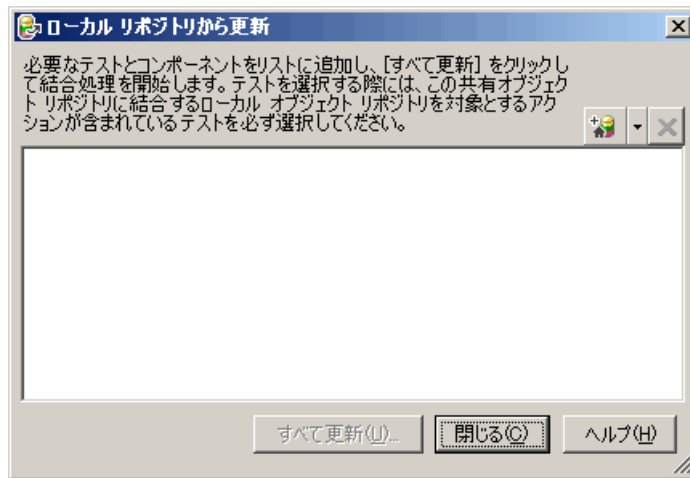 ローカル リポジトリから更新
必要なテストとコンポーネントをリストに追加し、[すべて更新] をクリックし
て結合処理を開始します。テストを選択する際には、この共有オブジェク
ト リポジトリに結合するローカル オブジェクト リポジトリを対象とするアク
ションが含まれているテストを必ず選択してください。
すべて更新(U)...
閉じる(C)
ヘルプ(H)